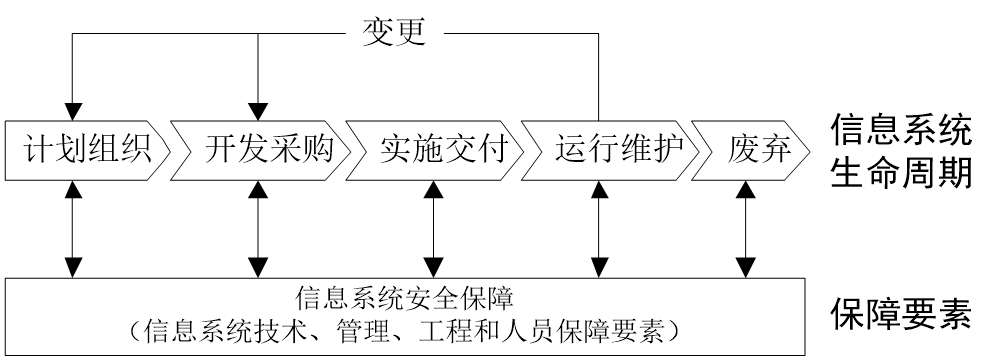 变更
计划组织
开发采购
实施交付
运行维护
废弃
信息系统
生命周期
信息系统安全保障
（信息系统技术、管理、工程和人员保障要素）
保障要素